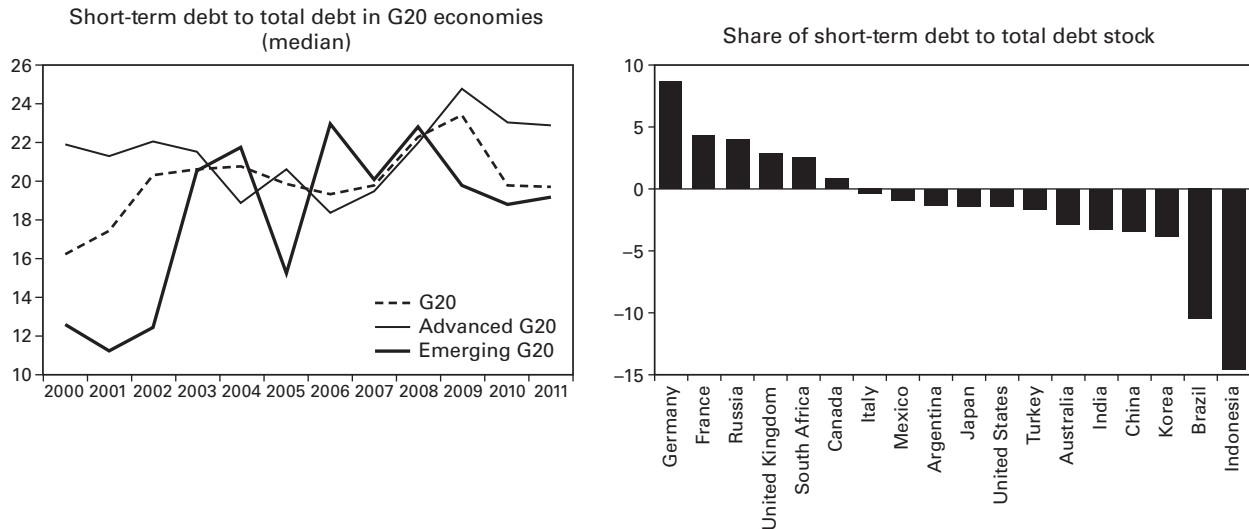 Short-term debt to total debt in G20 economies
(median)
26
24
22
20
18
16
14
12
10
G20
Advanced G20
Emerging G20
2000 2001 2002 2003 2004 2005 2006 2007 2008 2009 2010 2011
Share of short-term debt to total debt stock
10
5
0
–5
–10
–15
Germany
France
Russia
United Kingdom
South Africa
Canada
Italy
Mexico
Argentina
Japan
United States
Turkey
Australia
India
China
Korea
Brazil
Indonesia